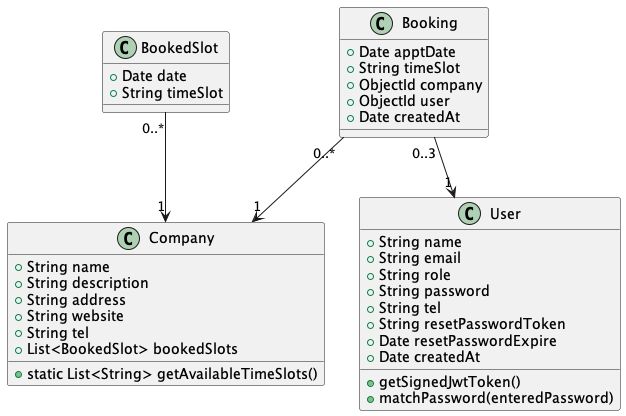 C BookedSlot
Date date
String timeSlot
C Booking
Date apptDate
String timeSlot
ObjectId company
ObjectId user
Date createdAt
0..*
0..*
0..3
1
1
1
C Company
String name
String description
String address
String website
String tel
List<BookedSlot> bookedSlots
static List<String> getAvailableTimeSlots()
C User
String name
String email
String role
String password
String tel
String resetPasswordToken
Date resetPasswordExpire
Date createdAt
getSignedJwtToken()
matchPassword(enteredPassword)